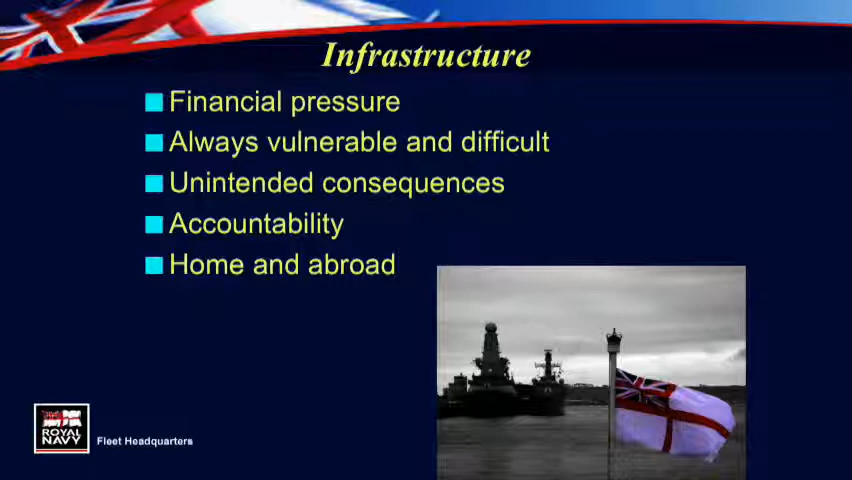 Infrastructure
Financial pressure
Always vulnerable and difficult
Unintended consequences
Accountability
Home and abroad
ROYAL
NAVY
Fleet Headquarters